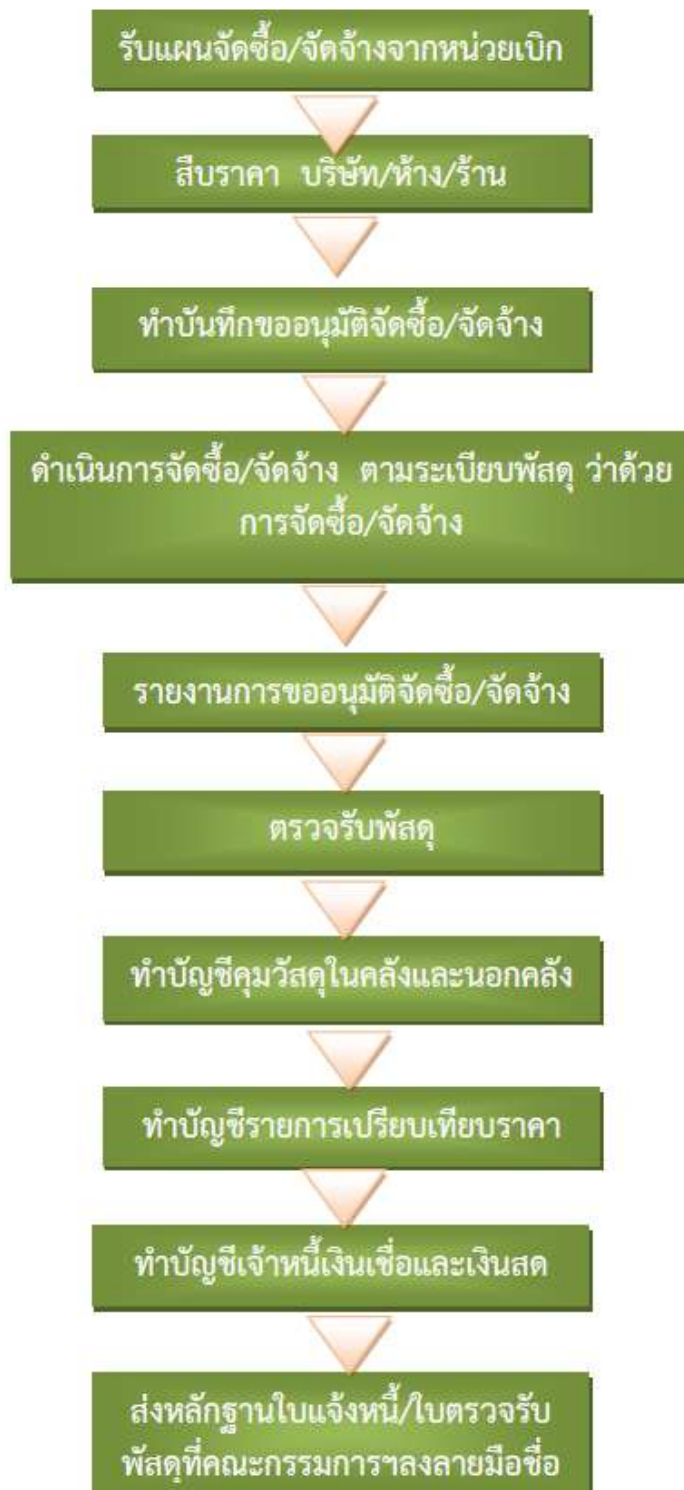 รับแผนจัดซื้อ/จัดจ้างจากหน่วยเบิก
สืบราคา บริษัท/ห้าง/ร้าน
ทำบันทึกขออนุมัติจัดซื้อ/จัดจ้าง
ดำเนินการจัดซื้อ/จัดจ้าง ตามระเบียบพัสดุ ว่าด้วย
การจัดซื้อ/จัดจ้าง
รายงานการขออนุมัติจัดซื้อ/จัดจ้าง
ตรวจรับพัสดุ
ทำบัญชีคุมวัสดุในคลังและนอกคลัง
ทำบัญชีรายการเปรียบเทียบราคา
ทำบัญชีเจ้าหนี้เงินเชื่อและเงินสด
ส่งหลักฐานใบแจ้งหนี้/ใบตรวจรับ
พัสดุที่คณะกรรมการฯลงลายมือชื่อ